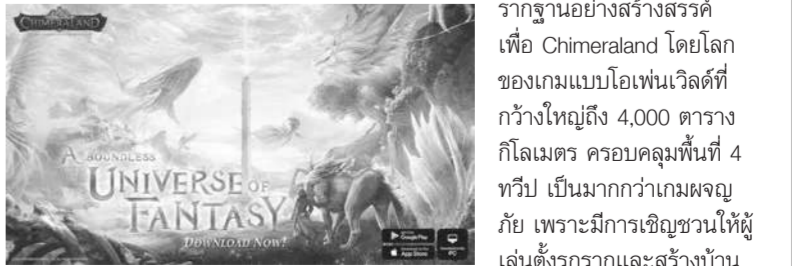 CHIMERALAND
A BOUNDLESS
UNIVERSE OF
FANTASY
DOWNLOAD NOW!
Google Play
App Store
PC
รากฐานอย่างสร้างสรรค์
เพื่อ Chimeraland โดยโลก
ของเกมแบบโอเพ่นเวิลด์ที่
กว้างใหญ่ถึง 4,000 ตาราง
กิโลเมตร ครอบคลุมพื้นที่ 4
ทวีป เป็นมากกว่าเกมผจญ
ภัย เพราะมีการเชิญชวนให้ผู้
เล่นตั้งรกรากและสร้างบ้าน